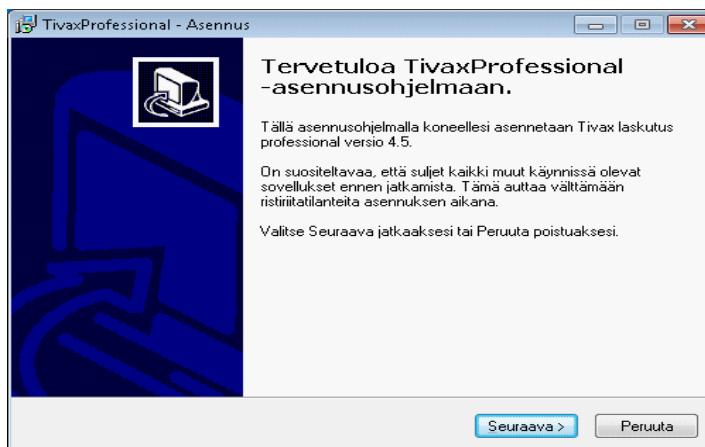 TivaxProfessional - Asennus
Tervetuloa TivaxProfessional
-asennusohjelmaan.
Tällä asennusohjelmalla koneellesi asennetaan Tivax laskutus
professional versio 4.5.
On suositeltavaa, että suljet kaikki muut käynnissä olevat
sovellukset ennen jatkamista. Tämä auttaa välttämään
ristiriitatilanteita asennuksen aikana.
Valitse Seuraava jatkaaksesi tai Peruuta poistuaksesi.
Seuraava > Peruuta